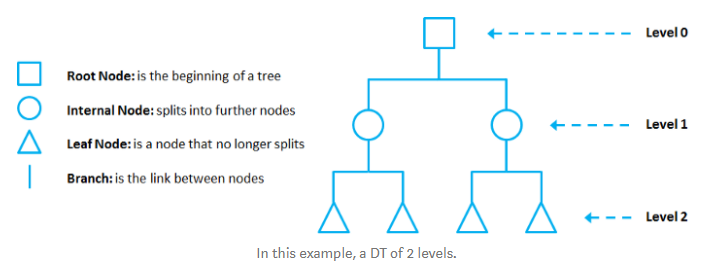 Level 0
Root Node: is the beginning of a tree
Internal Node: splits into further nodes
Level 1
Leaf Node: is a node that no longer splits
Branch: is the link between nodes
Level 2
In this example, a DT of 2 levels.